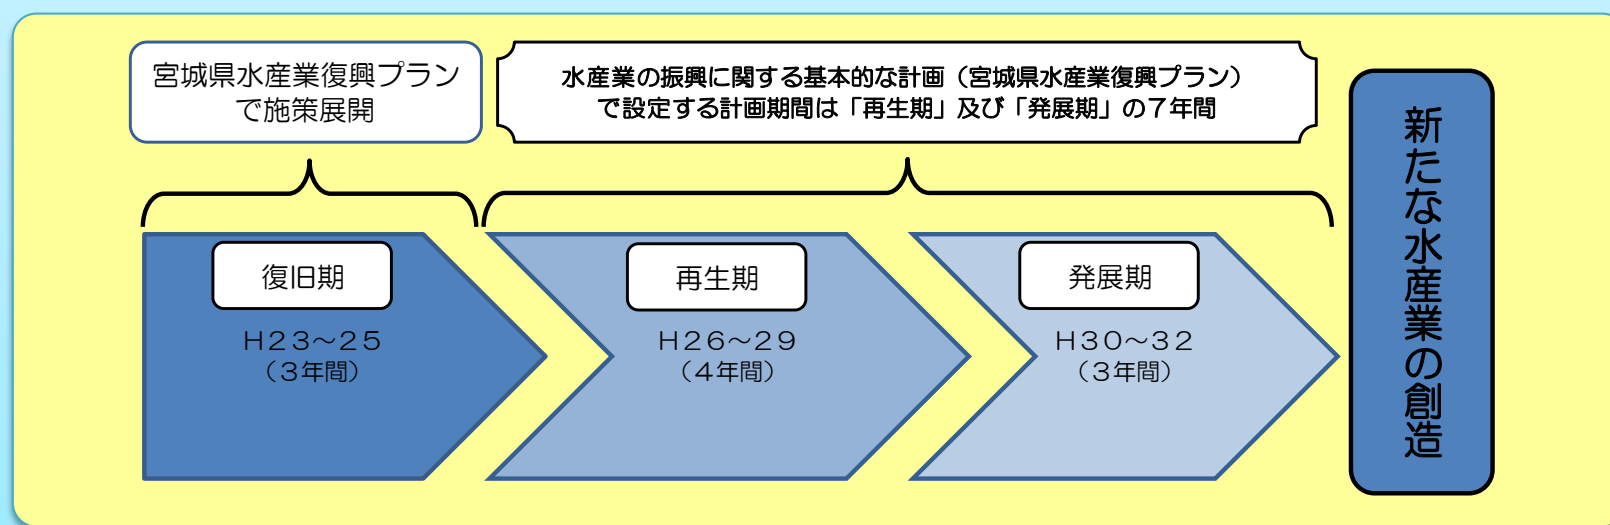 宮城県水産業復興プラン
で施策展開
水産業の振興に関する基本的な計画（宮城県水産業復興プラン）
で設定する計画期間は「再生期」及び「発展期」の７年間
復旧期
Ｈ２３～２５
（３年間）
再生期
Ｈ２６～２９
（４年間）
発展期
Ｈ３０～３２
（３年間）
新たな水産業の創造